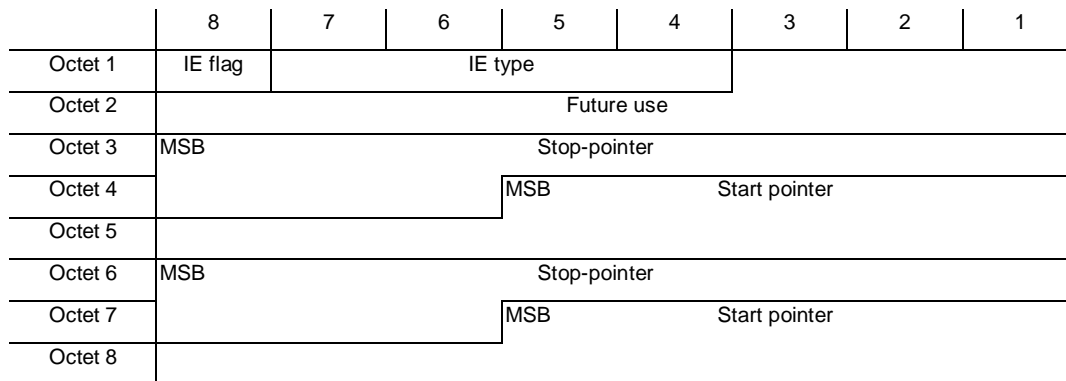 8 7 6 5 4 3 2 1
Octet 1 IE flag IE type
Octet 2 Future use
Octet 3 MSB Stop-pointer
Octet 4 MSB Start pointer
Octet 5
Octet 6 MSB Stop-pointer
Octet 7 MSB Start pointer
Octet 8